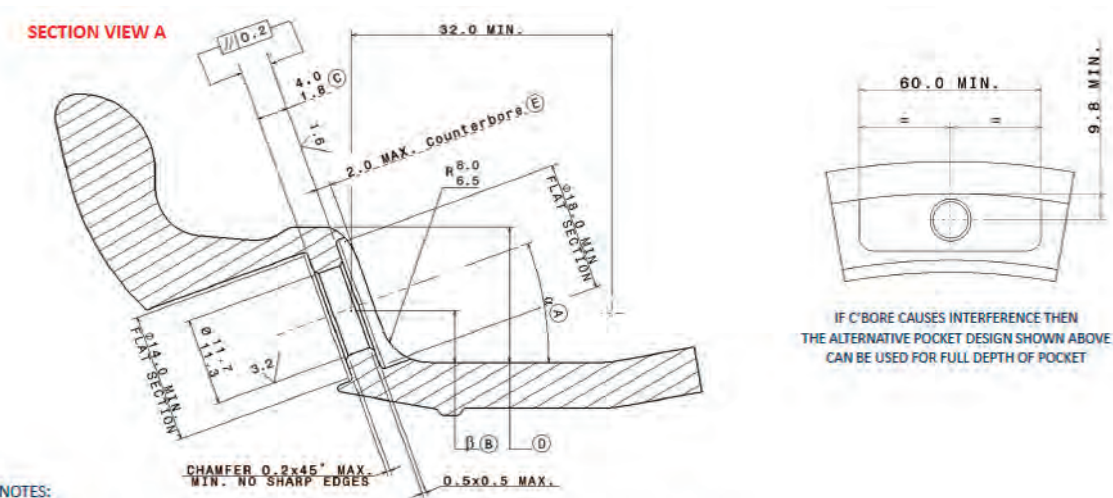 SECTION VIEW A
// 0.2
4.0
1.8 C
1.6
2.0 MAX. Counterbore E
32.0 MIN.
R 8.0
6.5
Ø18.0 MIN.
FLAT SECTION
α A
Ø14.0 MIN.
FLAT SECTION
Ø 11.7
11.3
3.2
β B
D
CHAMFER 0.2x45° MAX.
MIN. NO SHARP EDGES
0.5x0.5 MAX.
NOTES:
60.0 MIN.
= =
9.8 MIN.
IF C'BORE CAUSES INTERFERENCE THEN
THE ALTERNATIVE POCKET DESIGN SHOWN ABOVE
CAN BE USED FOR FULL DEPTH OF POCKET